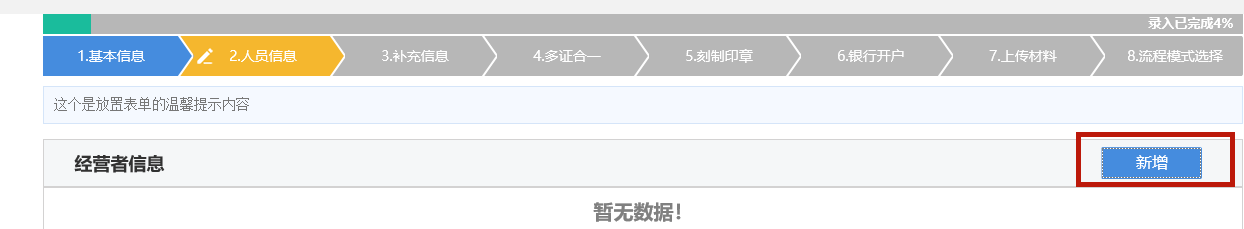 录入已完成4%
1.基本信息 2.人员信息 3.补充信息 4.多证合一 5.刻制印章 6.银行开户 7.上传材料 8.流程模式选择
这个是放置表单的温馨提示内容
经营者信息 新增
暂无数据!